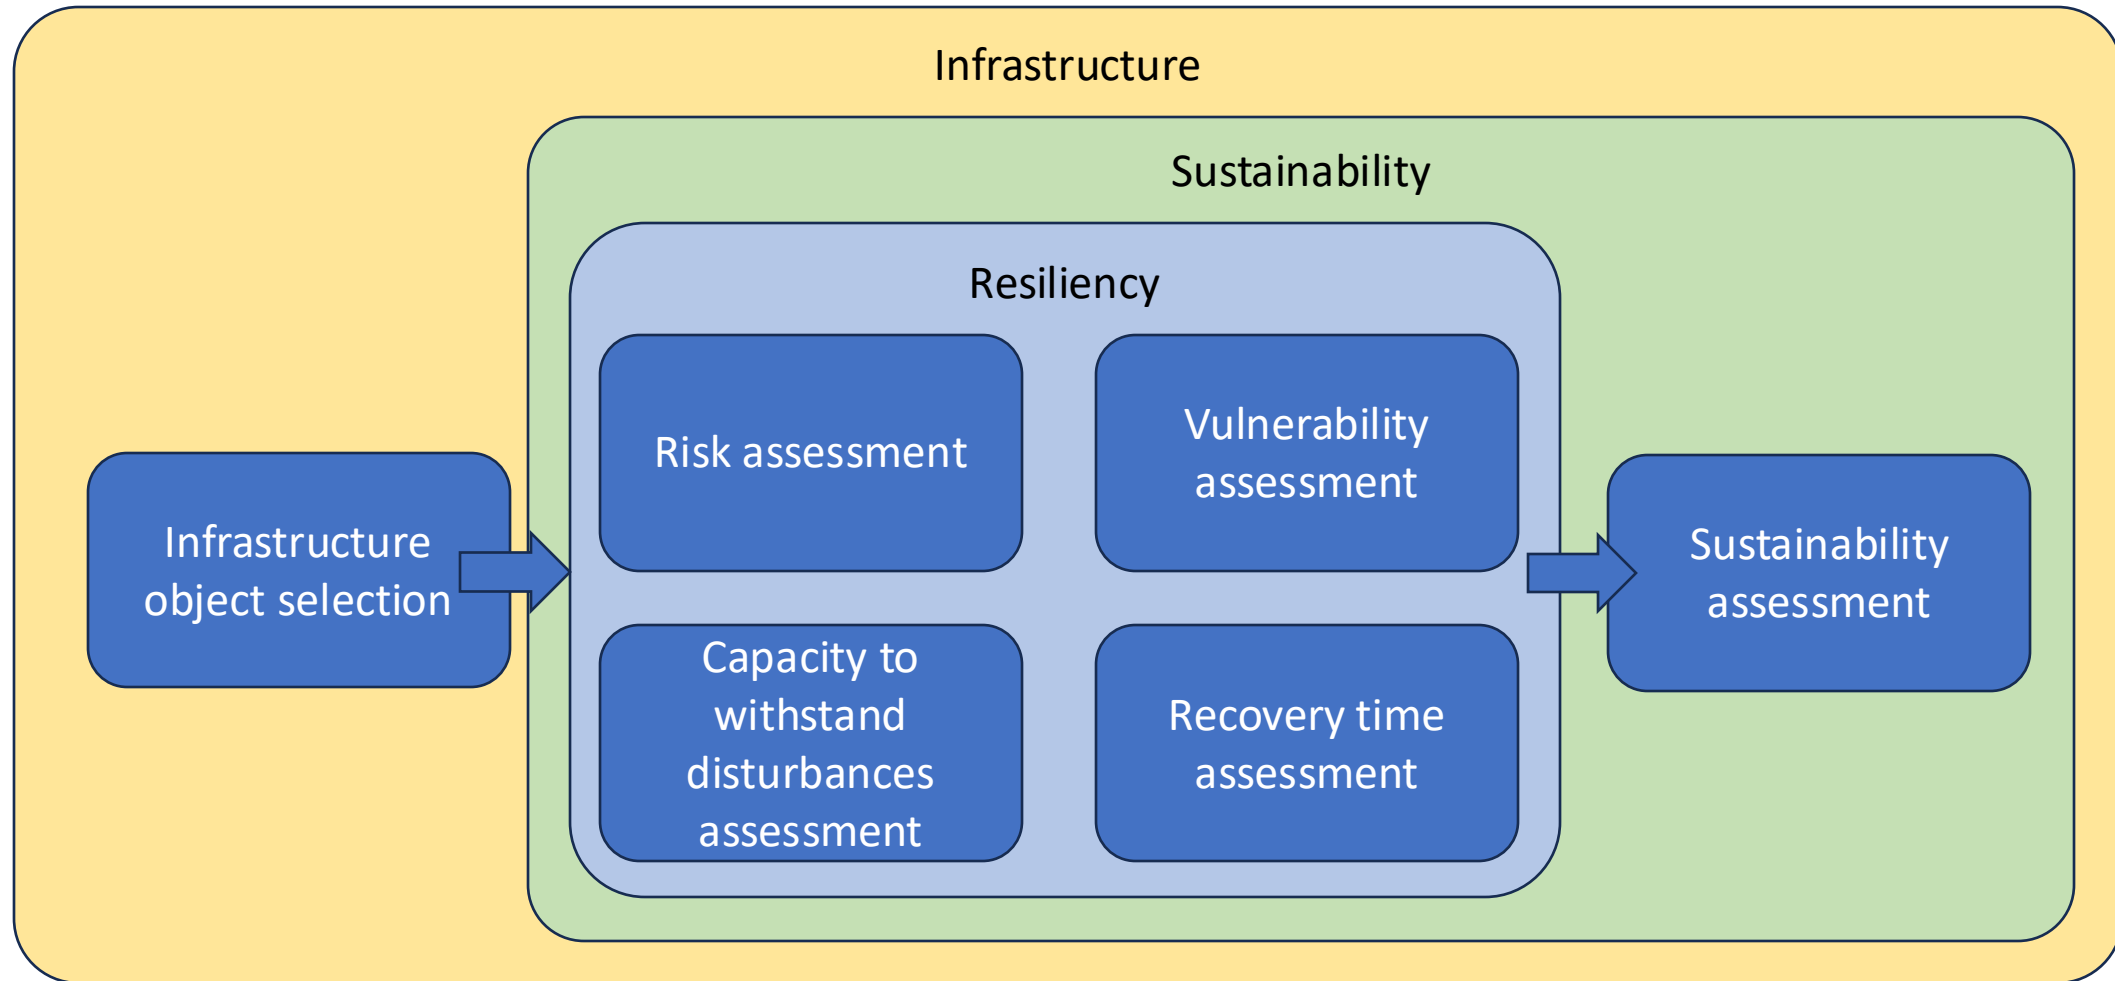 Infrastructure
Sustainability
Resiliency
Infrastructure
object selection
Risk assessment
Vulnerability
assessment
Capacity to
withstand
disturbances
assessment
Recovery time
assessment
Sustainability
assessment